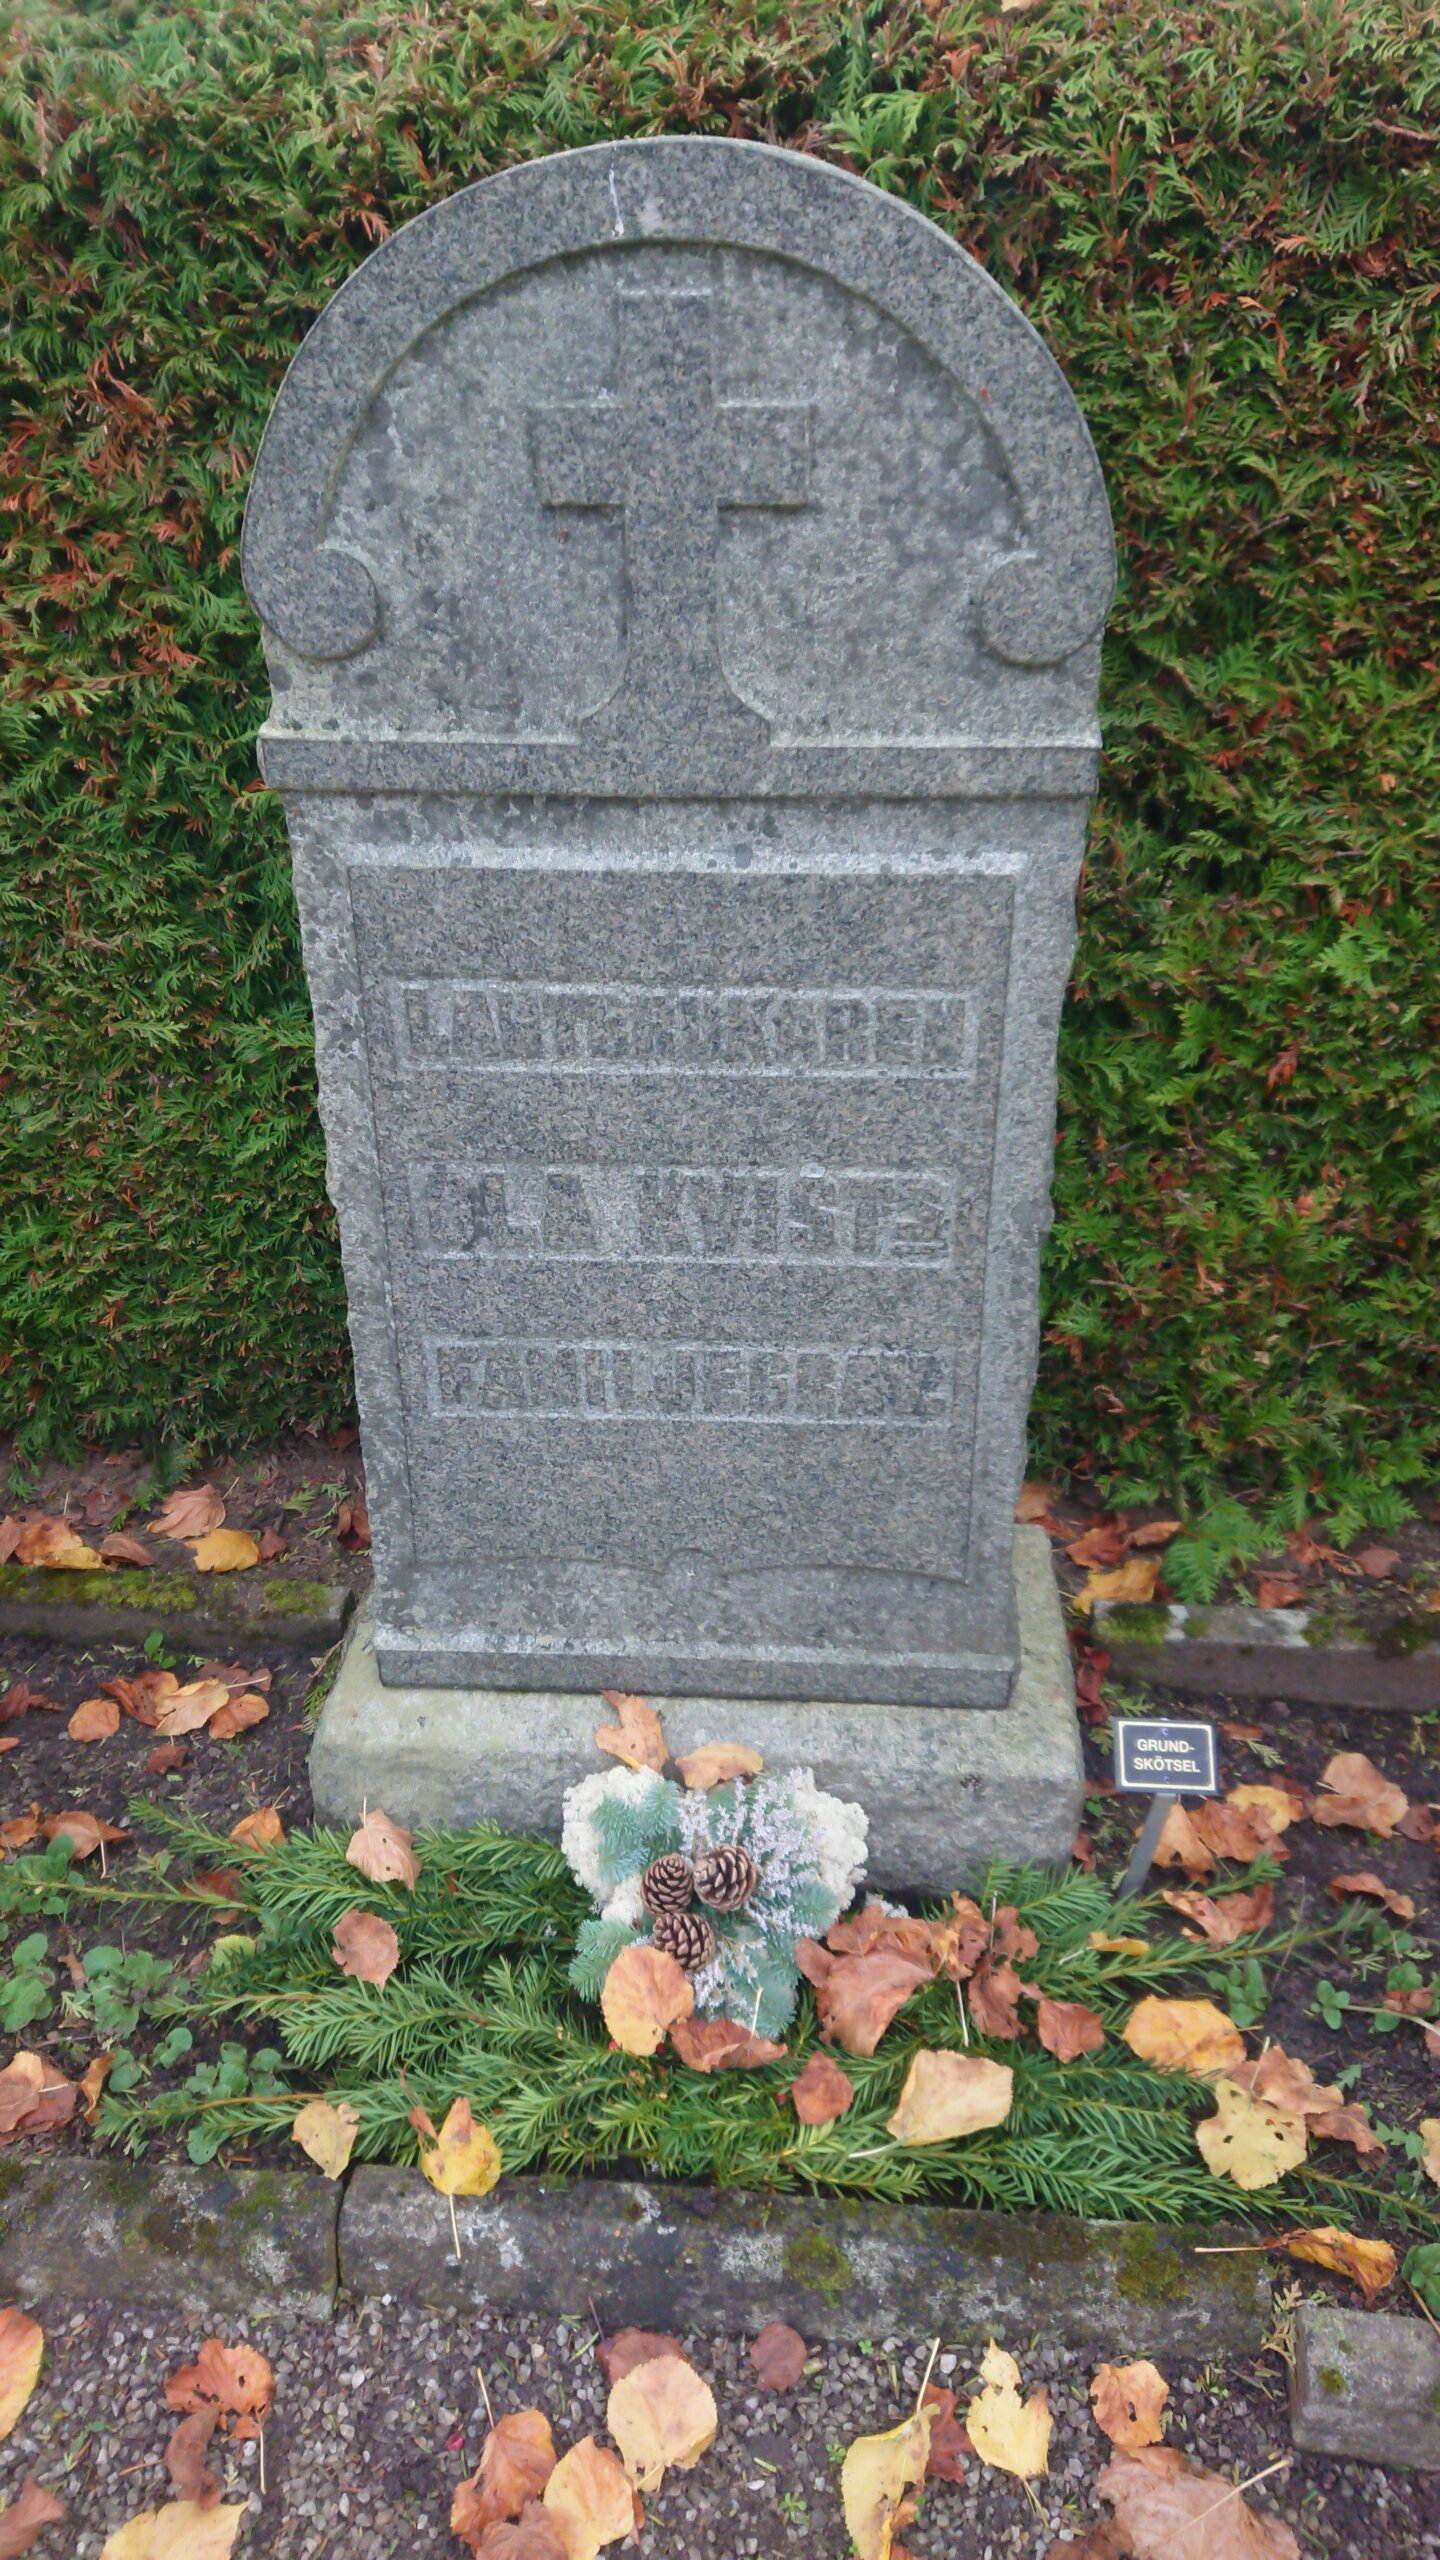 LANTBRUKAREN
OLA KVISTS
FAMILJEGRAV
GRUND-
SKÖTSEL